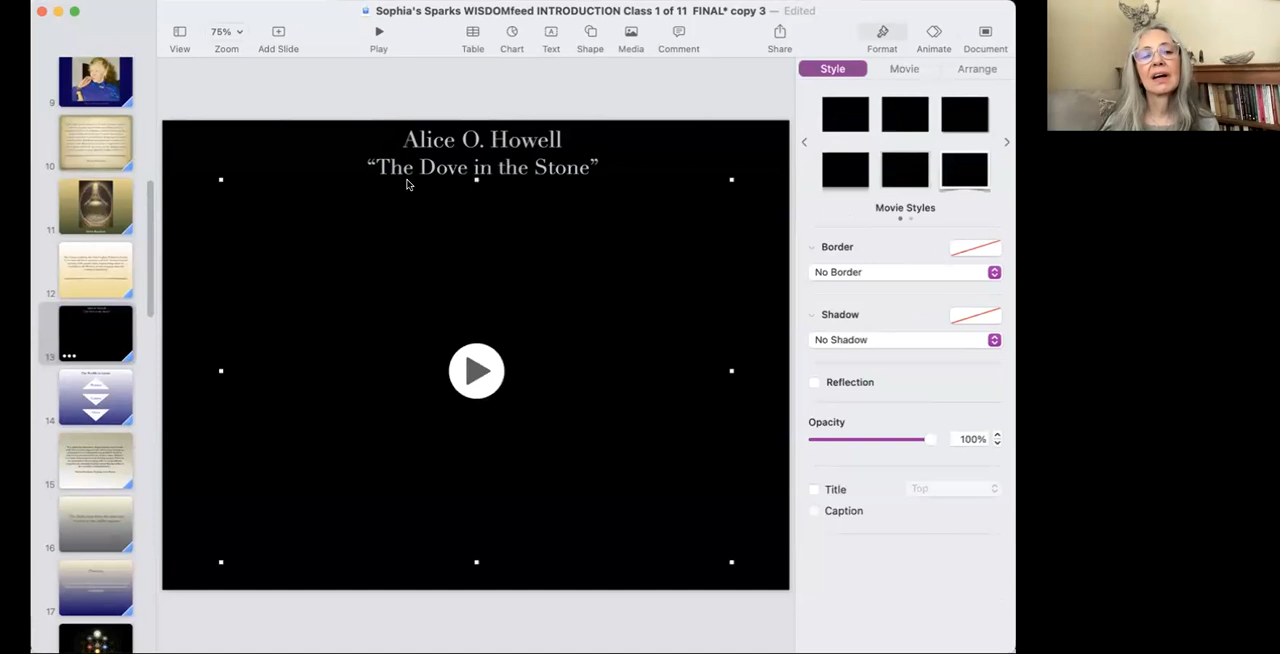 Sophia's Sparks WISDOMfeed INTRODUCTION Class 1 of 11 FINAL* copy 3 — Edited
75%
View Zoom Add Slide Play Table Chart Text Shape Media Comment Share Format Animate Document
Style Movie Arrange
9
10
11
12
13
14
15
16
17
Alice O. Howell
“The Dove in the Stone”
Movie Styles
Border
No Border
Shadow
No Shadow
Reflection
Opacity
100%
Title Top
Caption